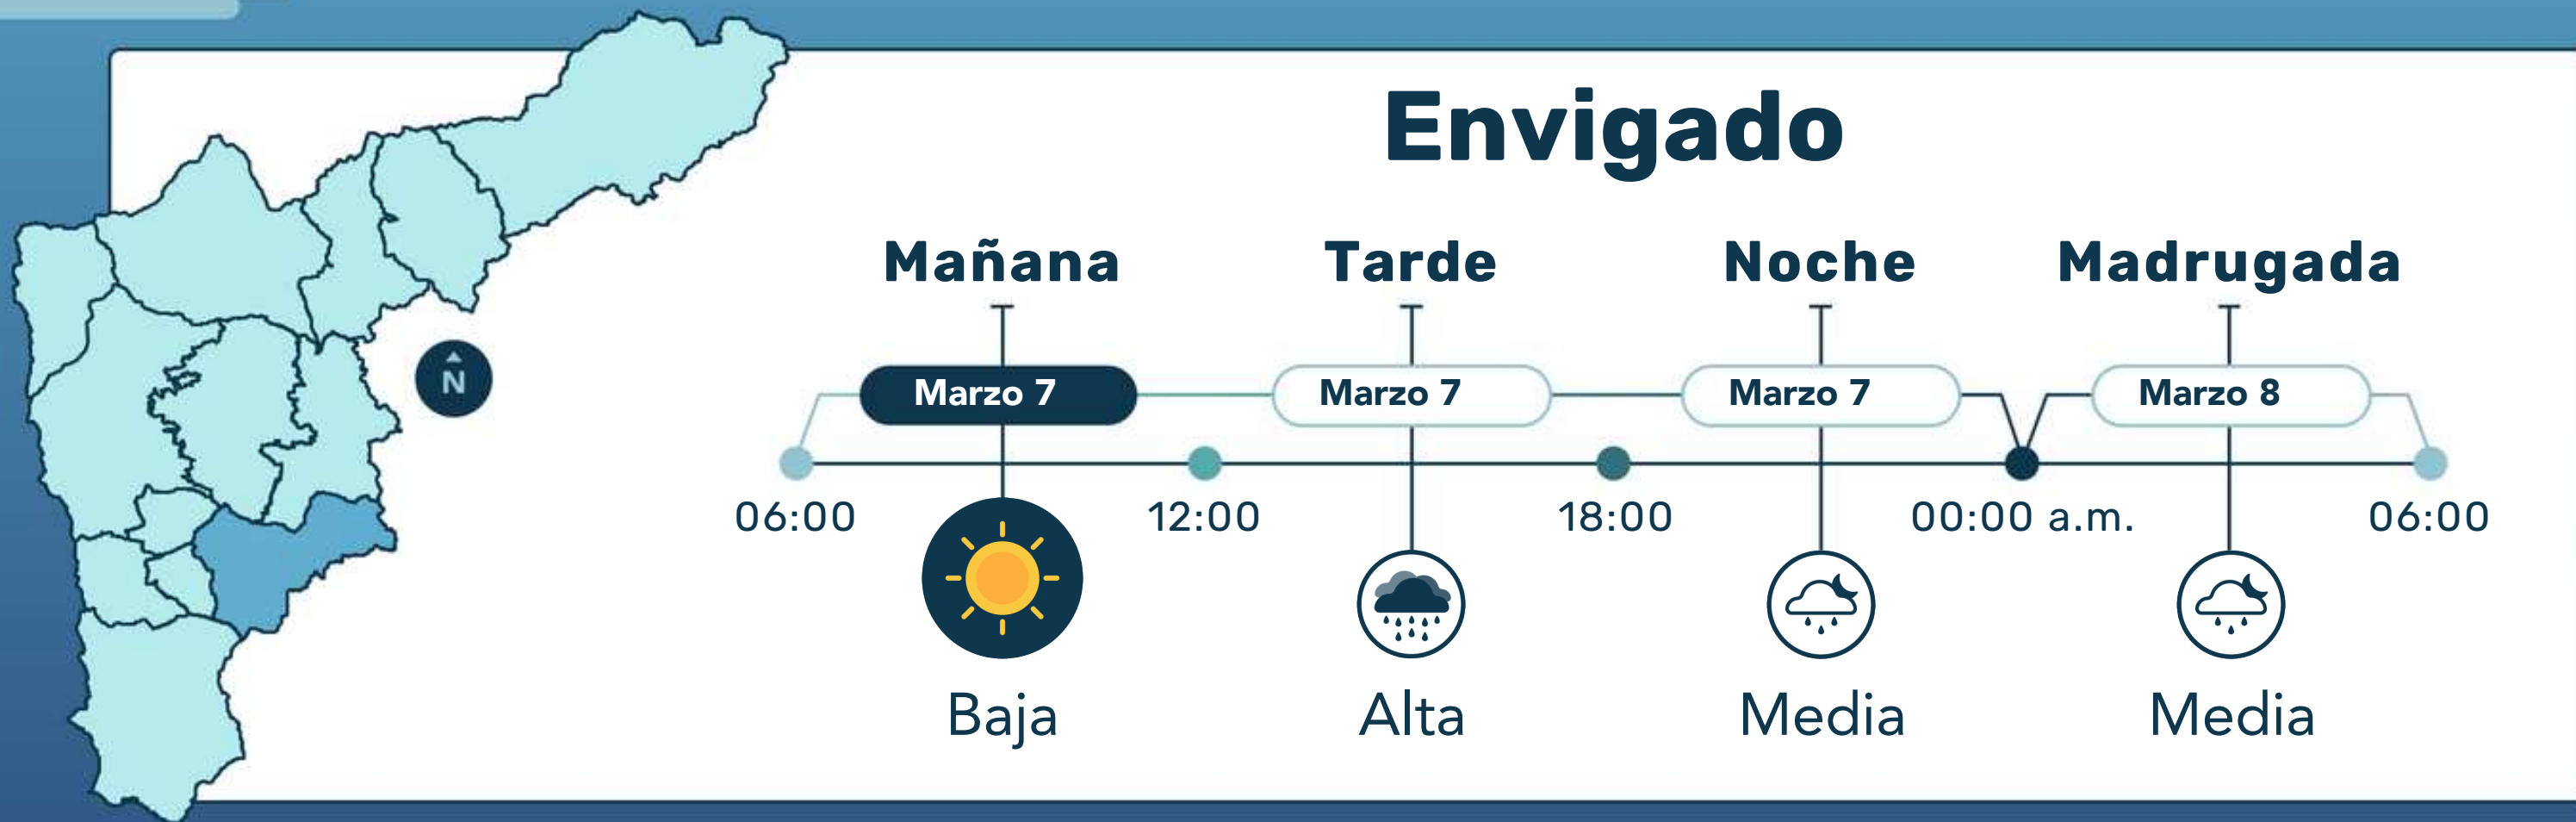 Envigado
Mañana Tarde Noche Madrugada
N
Marzo 7 Marzo 7 Marzo 7 Marzo 8
06:00 12:00 18:00 00:00 a.m. 06:00
Baja Alta Media Media